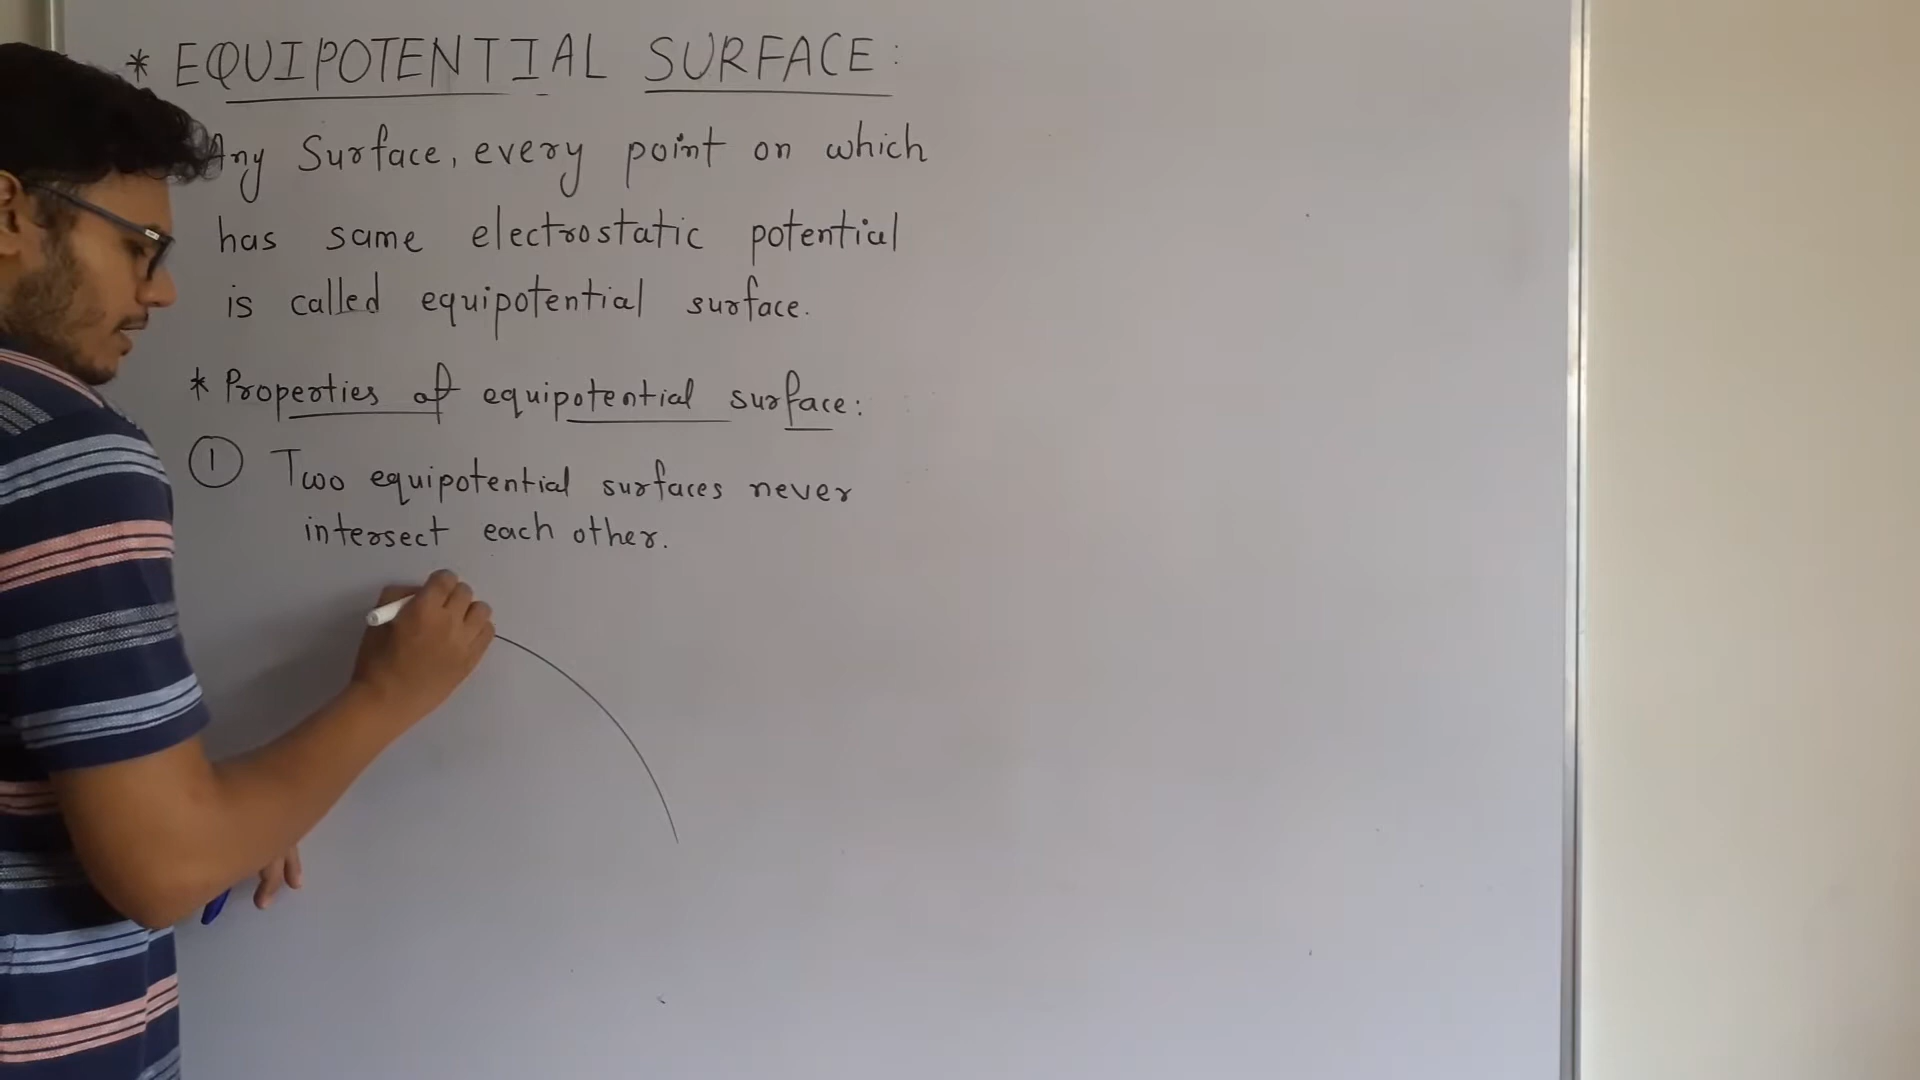 * EQUIPOTENTIAL SURFACE:
Any Surface, every point on which
has same electrostatic potential
is called equipotential surface.
* Properties of equipotential surface:
① Two equipotential surfaces never
intersect each other.